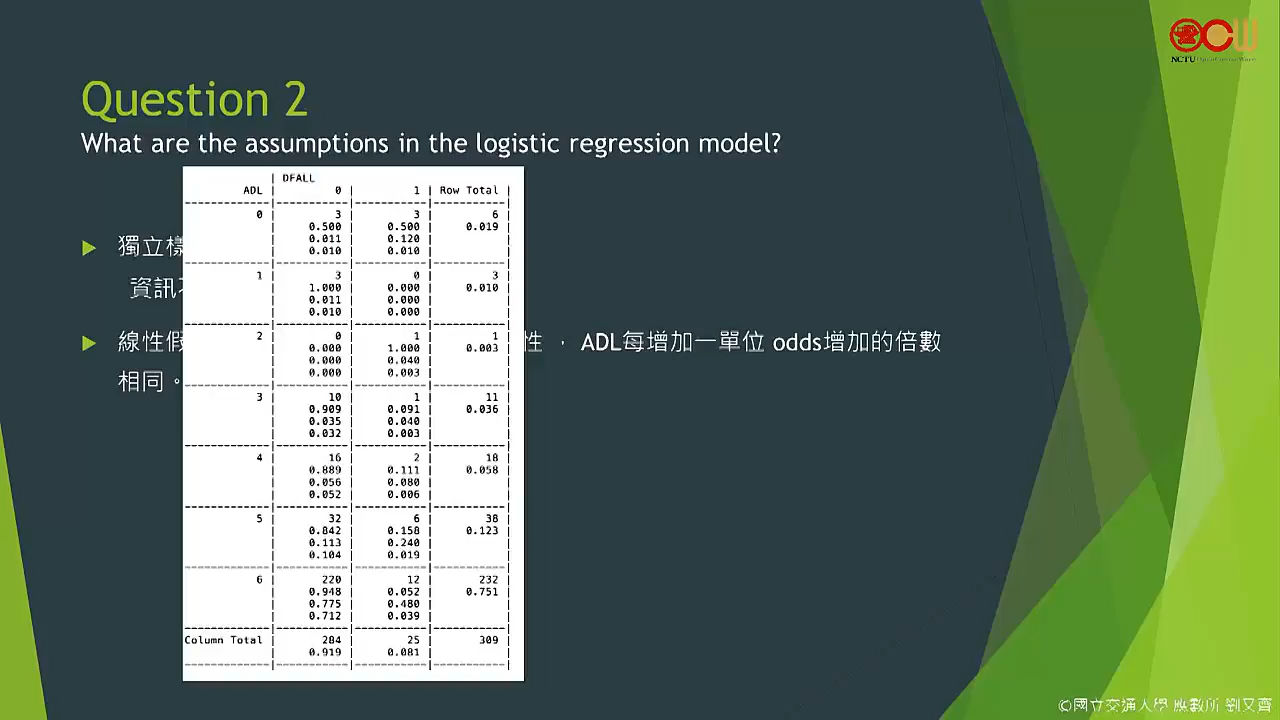 NCTU OpenCourseWare
Question 2
What are the assumptions in the logistic regression model?
| DFALL
ADL | 0 | 1 | Row Total |
0 | 3 | 3 | 6 |
| 0.500 | 0.500 | 0.019 |
| 0.011 | 0.120 | |
| 0.010 | 0.010 | |
1 | 3 | 0 | 3 |
| 1.000 | 0.000 | 0.010 |
| 0.011 | 0.000 | |
| 0.010 | 0.000 | |
2 | 0 | 1 | 1 |
| 0.000 | 1.000 | 0.003 |
| 0.000 | 0.040 | |
| 0.000 | 0.003 | |
3 | 10 | 1 | 11 |
| 0.909 | 0.091 | 0.036 |
| 0.035 | 0.040 | |
| 0.032 | 0.003 | |
4 | 16 | 2 | 18 |
| 0.889 | 0.111 | 0.058 |
| 0.056 | 0.080 | |
| 0.052 | 0.006 | |
5 | 32 | 6 | 38 |
| 0.842 | 0.158 | 0.123 |
| 0.113 | 0.240 | |
| 0.104 | 0.019 | |
6 | 220 | 12 | 232 |
| 0.948 | 0.052 | 0.751 |
| 0.775 | 0.480 | |
| 0.712 | 0.039 | |
Column Total | 284 | 25 | 309 |
| 0.919 | 0.081 | |
獨立樣
資訊
線性假 性 , ADL每增加一單位 odds增加的倍數
相同。
©國立交通大學 應數所 劉又齊